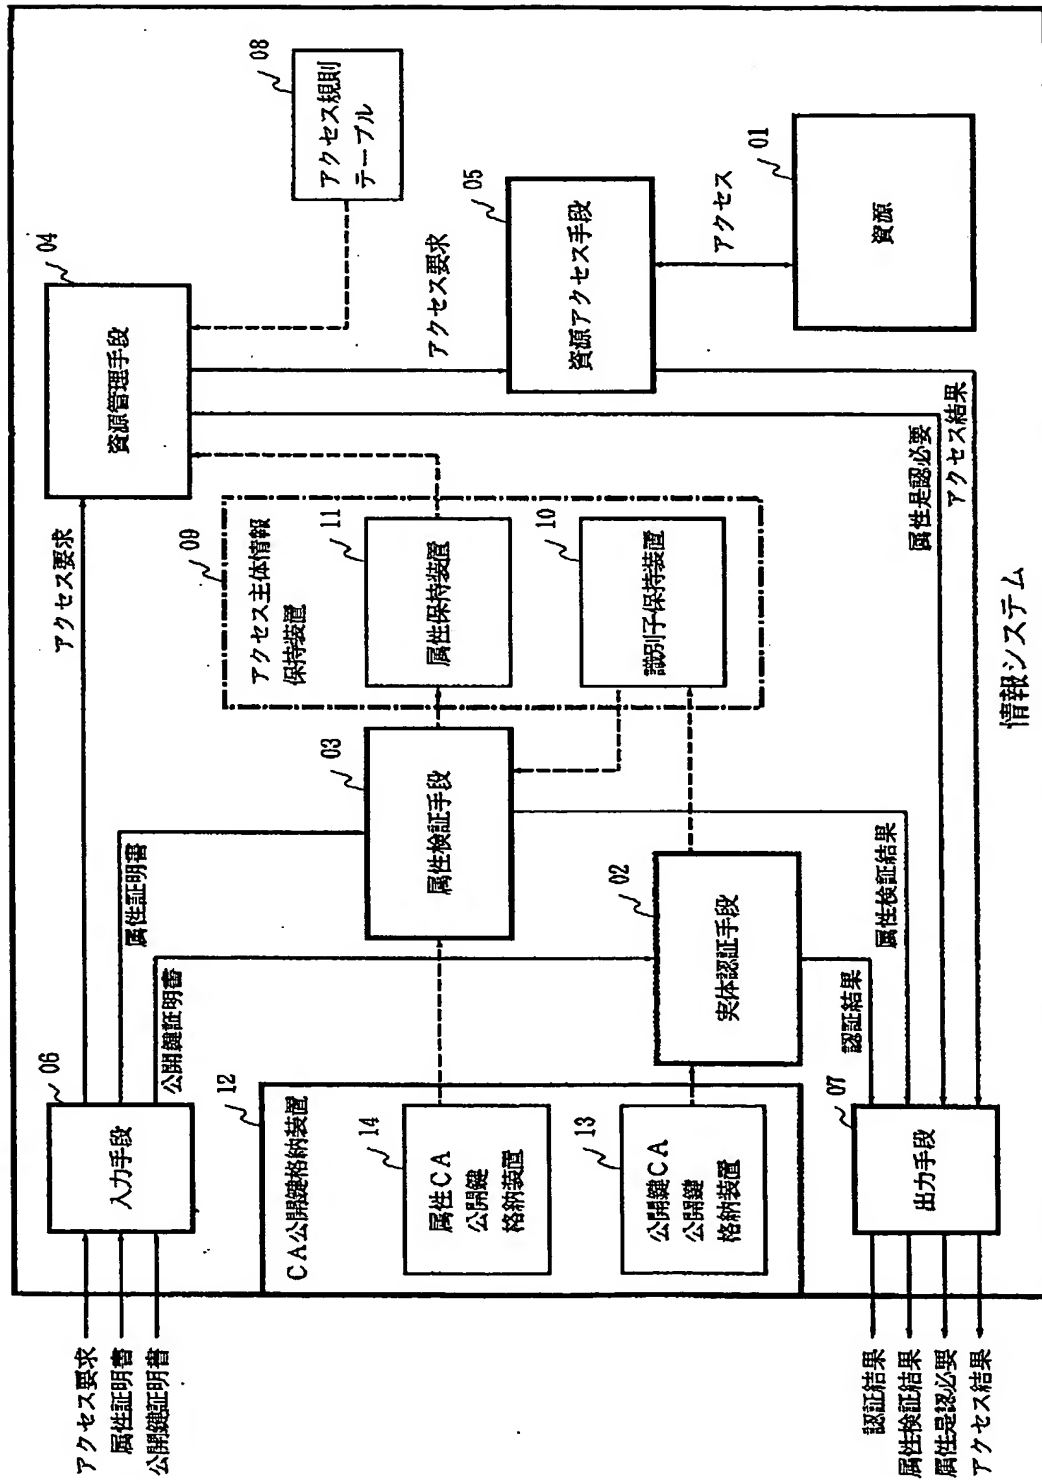 アクセス要求
属性証明書
公開鍵証明書
06
入力手段
アクセス要求
属性証明書
公開鍵証明書
04
資源管理手段
08
アクセス規則
テーブル
アクセス要求
05
資源アクセス手段
アクセス
01
資源
09
アクセス主体情報
保持装置
11
属性保持装置
10
識別子保持装置
03
属性検証手段
02
実体認証手段
12
CA公開鍵格納装置
14
属性CA
公開鍵
格納装置
13
公開鍵CA
公開鍵
格納装置
認証結果
属性検証結果
属性是認必要
アクセス結果
07
出力手段
認証結果
属性検証結果
属性是認必要
アクセス結果
情報システム